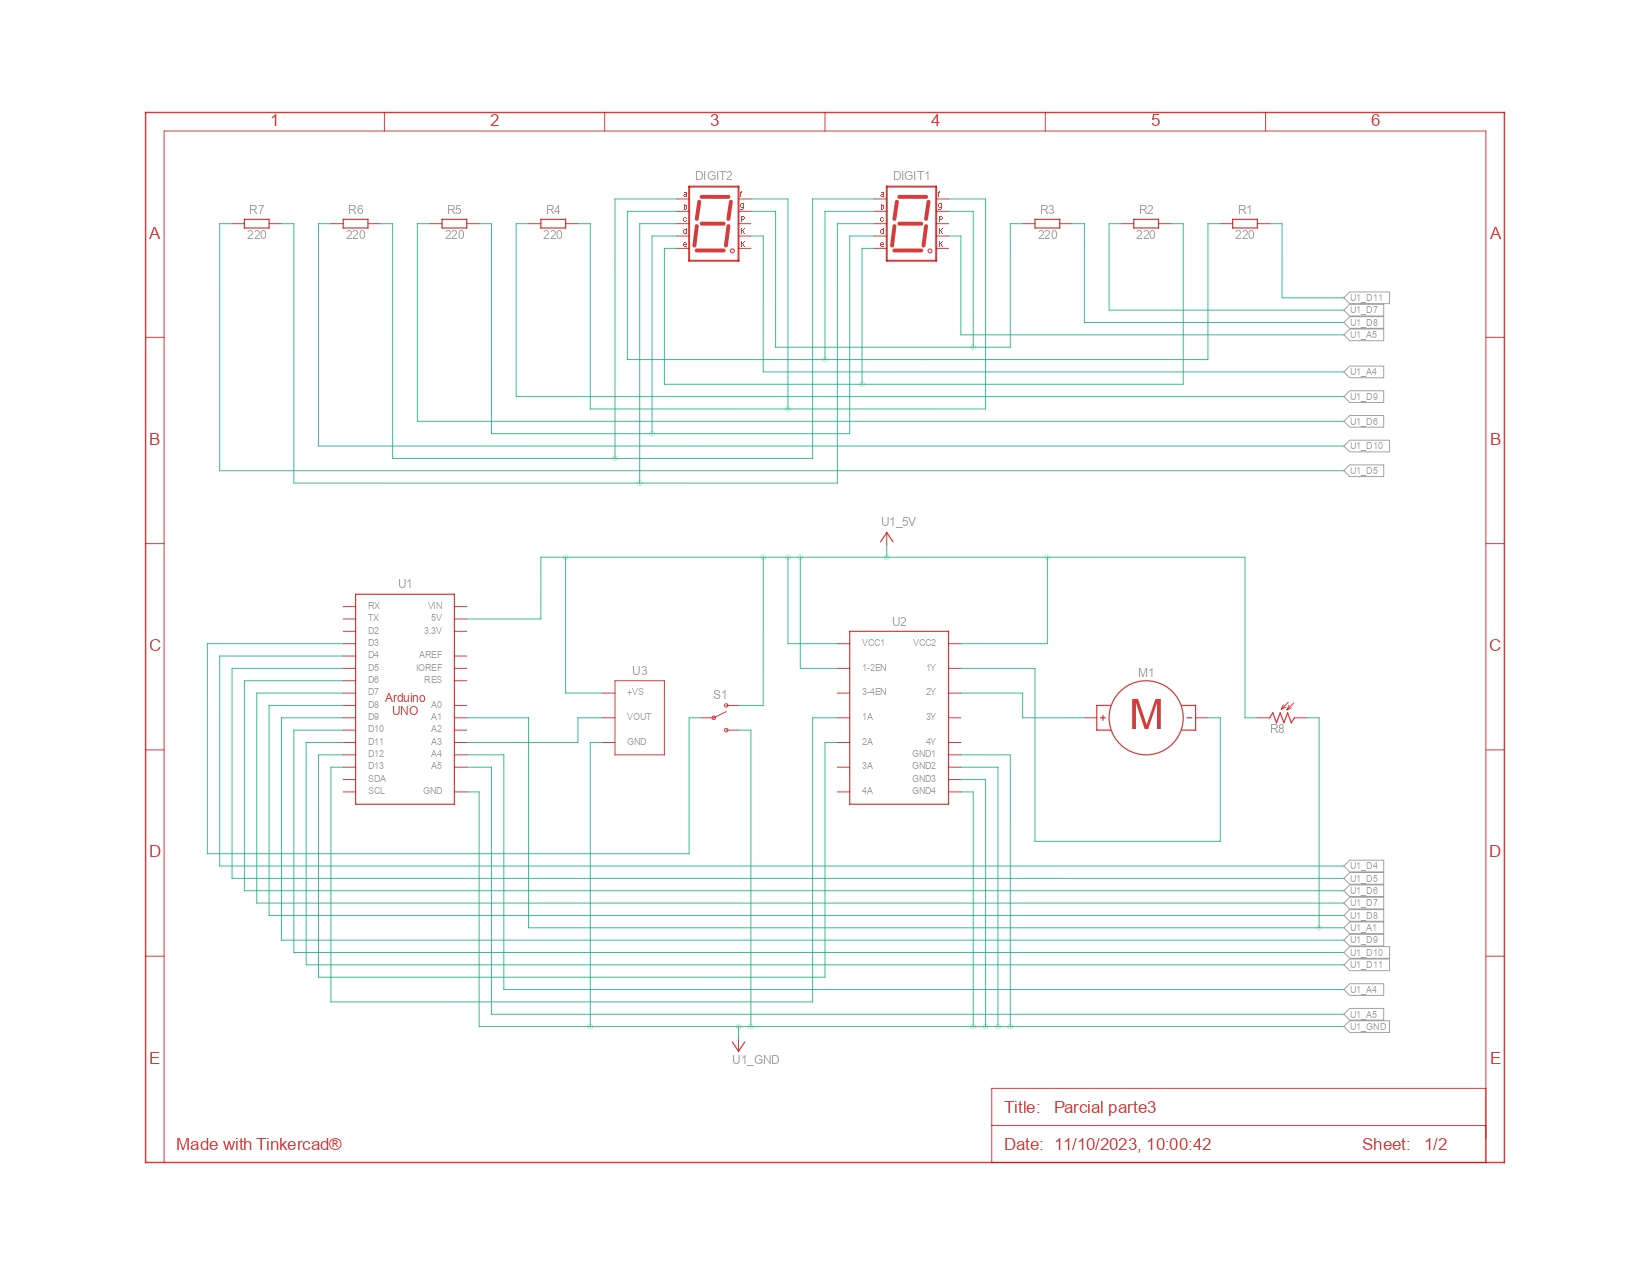 1 2 3 4 5 6
DIGIT2 DIGIT1
a f a f
b g b g
c P c P
d K d K
e K e K
R7 R6 R5 R4 R3 R2 R1
220 220 220 220 220 220 220
A A
U1_D11
U1_D7
U1_D8
U1_A5
U1_A4
U1_D9
U1_D6
B B
U1_D10
U1_D5
U1_5V
U1
RX VIN
TX 5V
D2 3.3V
D3
D4 AREF
D5 IOREF
D6 RES
D7
D8 A0
D9 A1
D10 A2
D11 A3
D12 A4
D13 A5
SDA
SCL GND
Arduino
UNO
U3
+VS
VOUT
GND
S1
U2
VCC1 VCC2
1-2EN 1Y
3-4EN 2Y
1A 3Y
2A 4Y
GND1
3A GND2
GND3
4A GND4
M1
+ M -
R8
C C
D D
U1_D4
U1_D5
U1_D6
U1_D7
U1_D8
U1_A1
U1_D9
U1_D10
U1_D11
U1_A4
U1_A5
U1_GND
U1_GND
E E
Title: Parcial parte3
Made with Tinkercad®
Date: 11/10/2023, 10:00:42 Sheet: 1/2